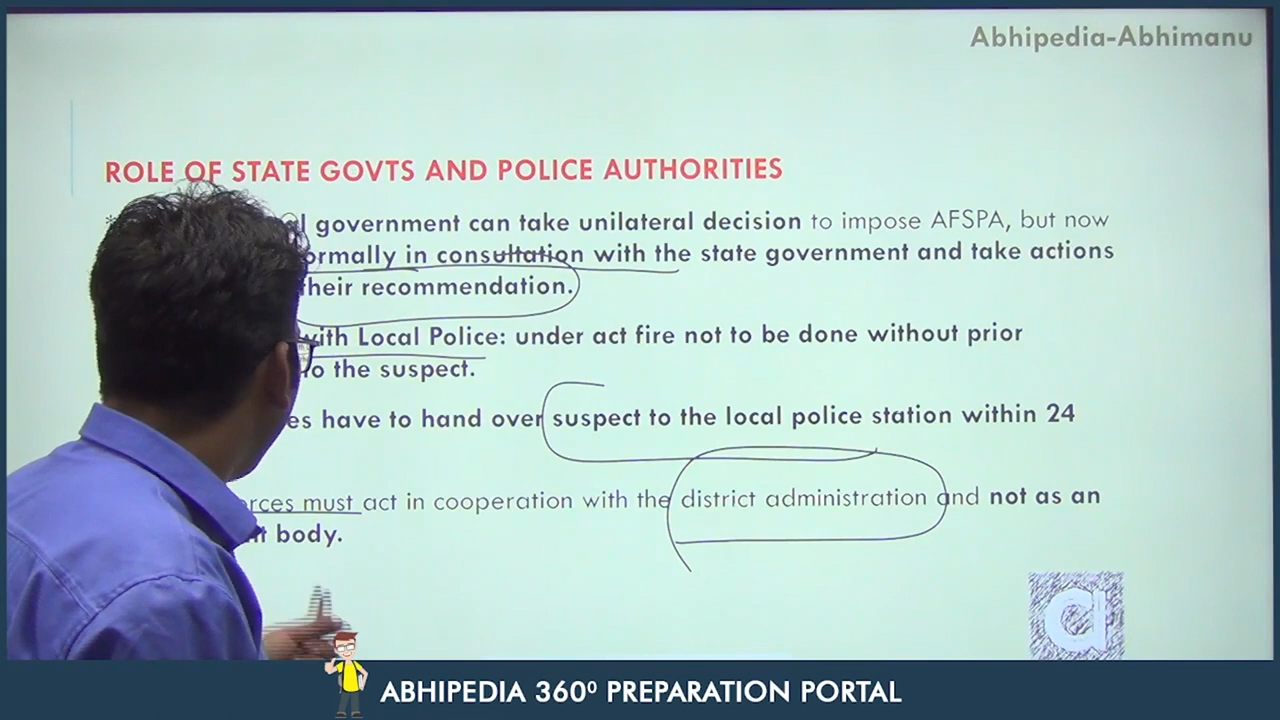 Abhipedia-Abhimanu
ROLE OF STATE GOVTS AND POLICE AUTHORITIES
government can take unilateral decision to impose AFSPA, but now
in consultation with the state government and take actions
their recommendation.
with Local Police: under act fire not to be done without prior
the suspect.
have to hand over suspect to the local police station within 24
must act in cooperation with the district administration and not as an
body.
a
ABHIPEDIA 360⁰ PREPARATION PORTAL